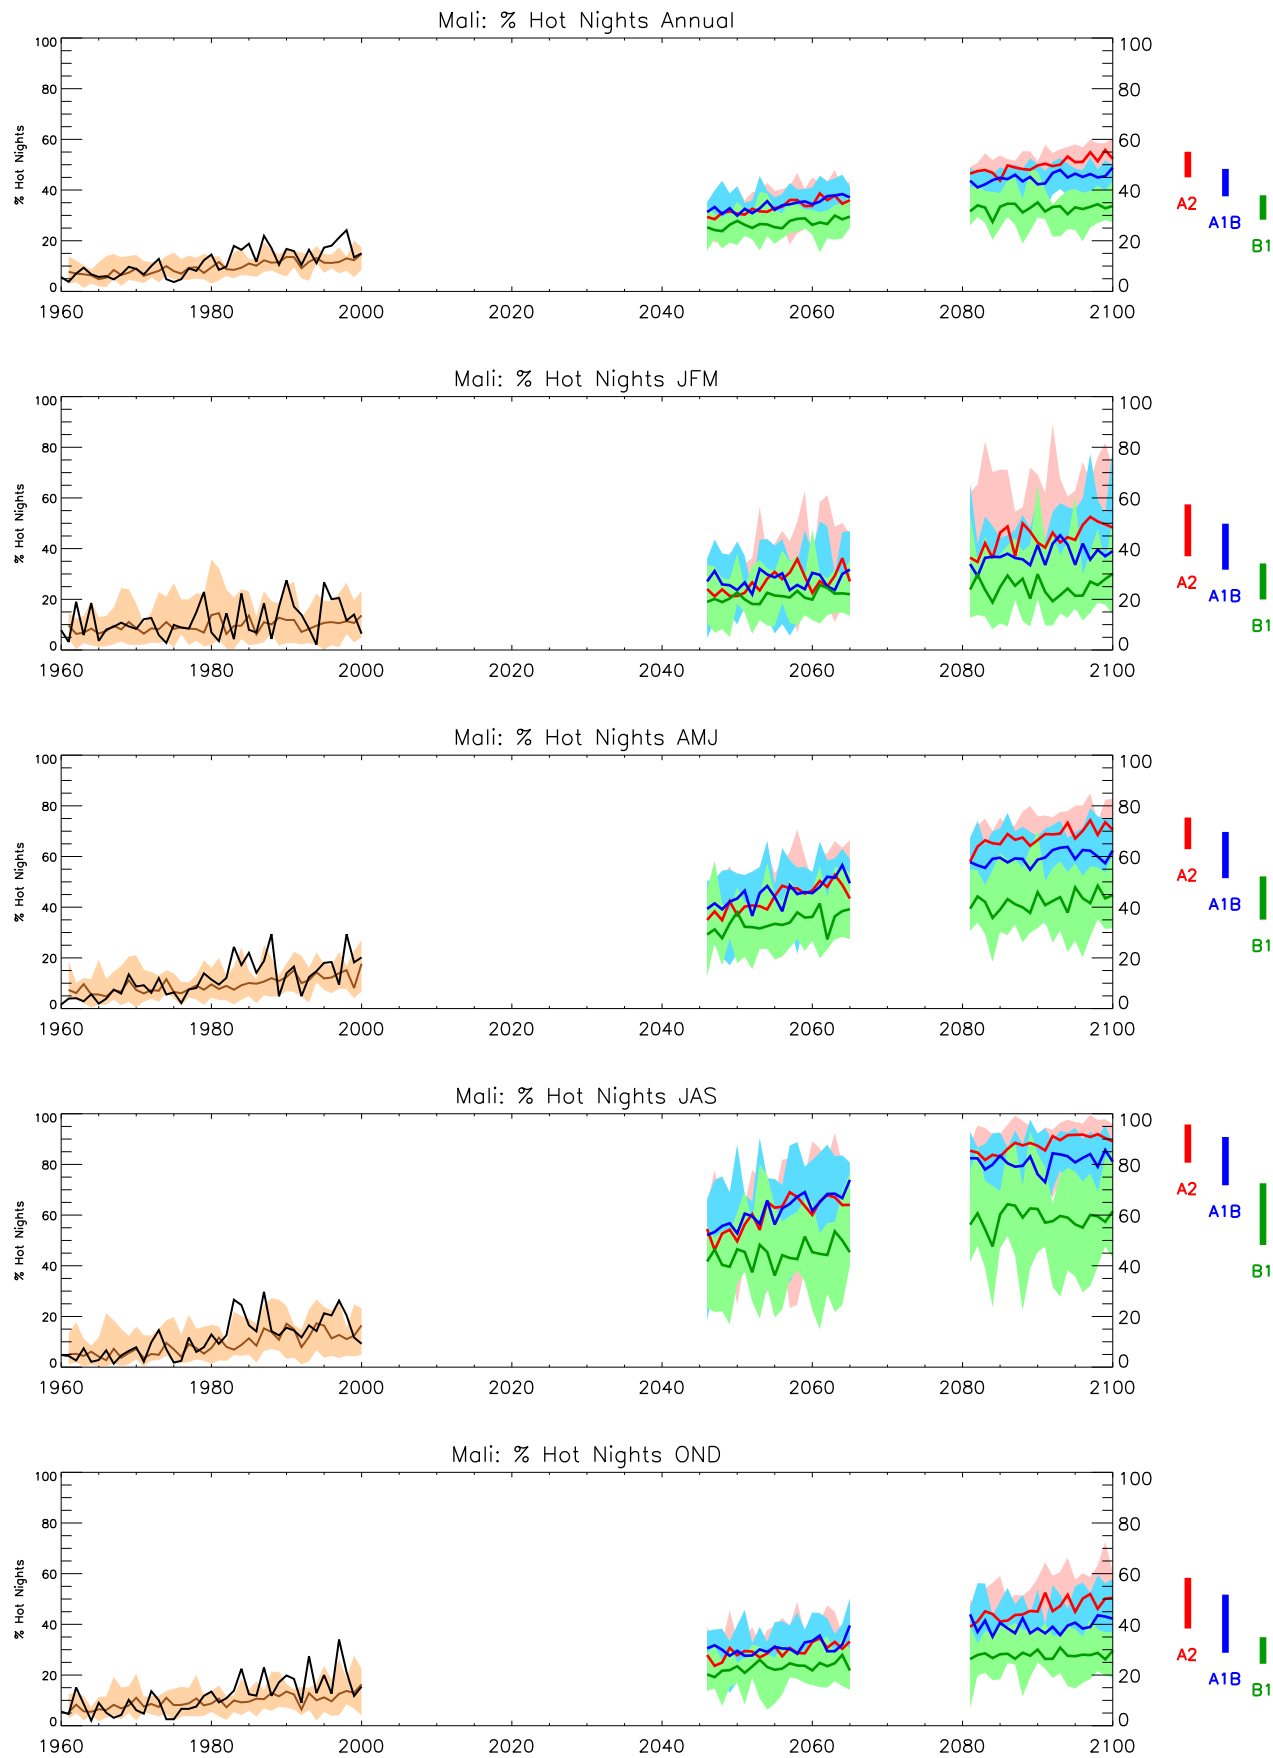 Mali: % Hot Nights Annual
100 100
80 80
60 60
% Hot Nights
40 40
A2
A1B
20 20
B1
0 0
1960 1980 2000 2020 2040 2060 2080 2100
Mali: % Hot Nights JFM
100 100
80 80
60 60
% Hot Nights
40 40
A2
A1B
20 20
B1
0 0
1960 1980 2000 2020 2040 2060 2080 2100
Mali: % Hot Nights AMJ
100 100
80 80
60 60
% Hot Nights
A2
40 40
A1B
B1
20 20
0 0
1960 1980 2000 2020 2040 2060 2080 2100
Mali: % Hot Nights JAS
100 100
80 80
A2
60 60
A1B
% Hot Nights
40 40
B1
20 20
0 0
1960 1980 2000 2020 2040 2060 2080 2100
Mali: % Hot Nights OND
100 100
80 80
60 60
% Hot Nights
40 40
A2
20 20
A1B
B1
0 0
1960 1980 2000 2020 2040 2060 2080 2100